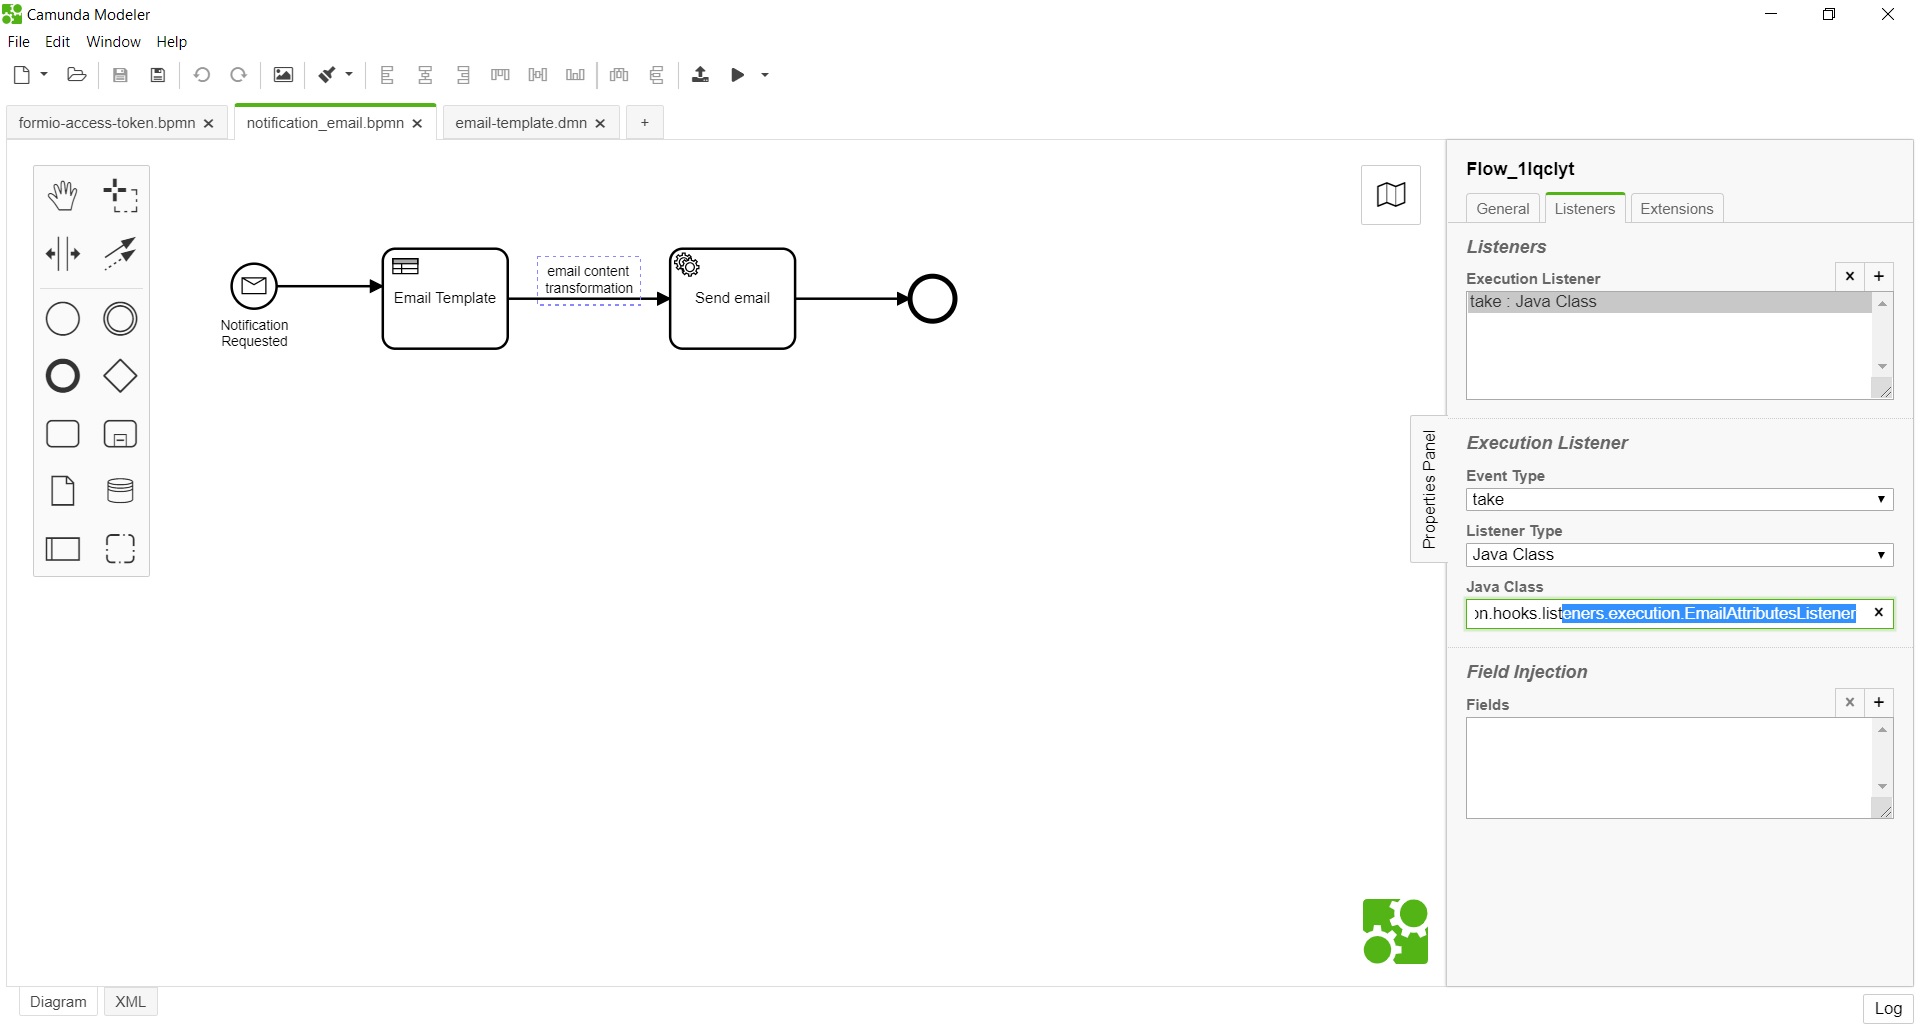 Camunda Modeler
File Edit Window Help
formio-access-token.bpmn
notification_email.bpmn
email-template.dmn
+
Notification
Requested
Email Template
email content
transformation
Send email
Properties Panel
Flow_1lqclyt
General
Listeners
Extensions
Listeners
Execution Listener
take : Java Class
Execution Listener
Event Type
take
Listener Type
Java Class
Java Class
on.hooks.listeners.execution.EmailAttributesListener
Field Injection
Fields
Diagram
XML
Log